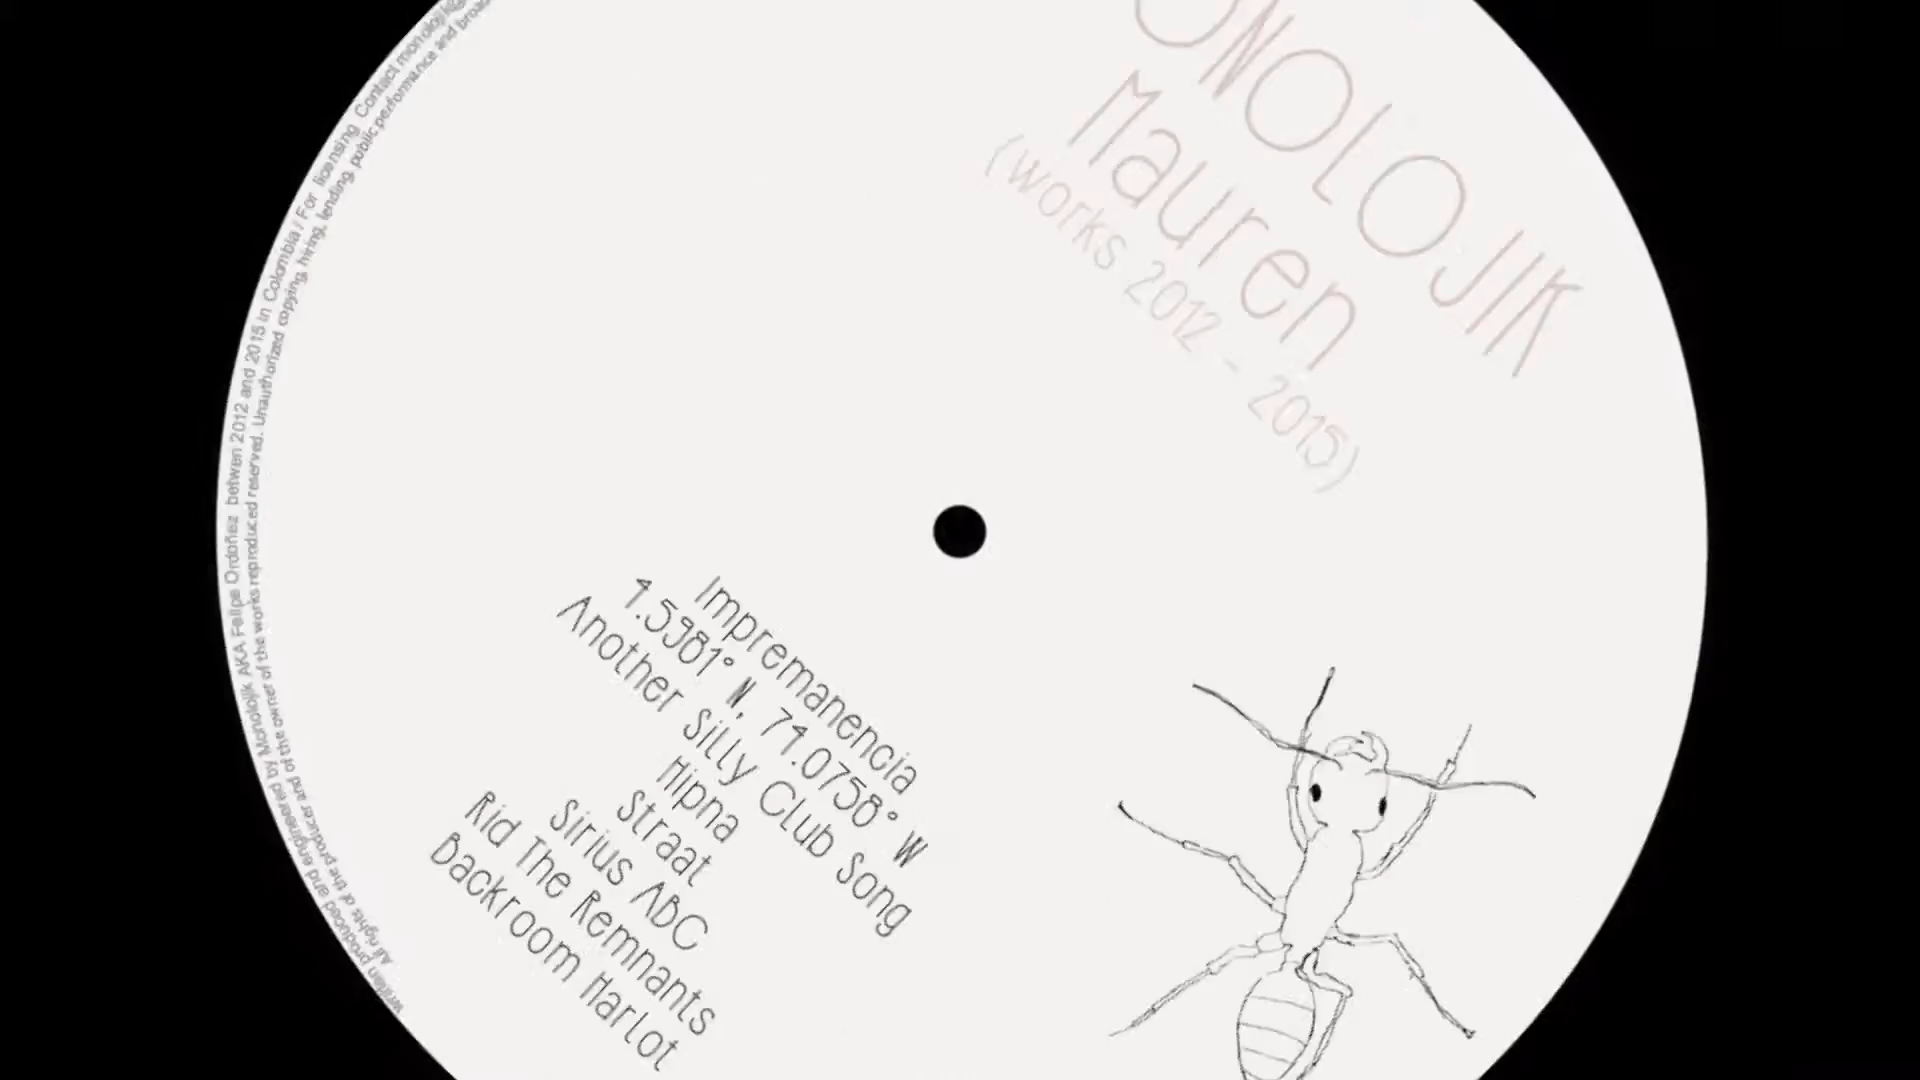 ONOLOJIK
Mauren
(works 2012 - 2015)
Impremanencia
1.5381° N, 71.0758° W
Another Silly Club Song
Hipna
Straat
Sirius ABC
Rid The Remnants
Backroom Harlot
written produced and engineered by Monolojik AKA Felipe Ordoñez betwen 2012 and 2015 in Colombia / For licensing Contact
All rights of the producer and of the owner of the works reproduced reserved. Unauthorized copying, hiring, lending, public performance and